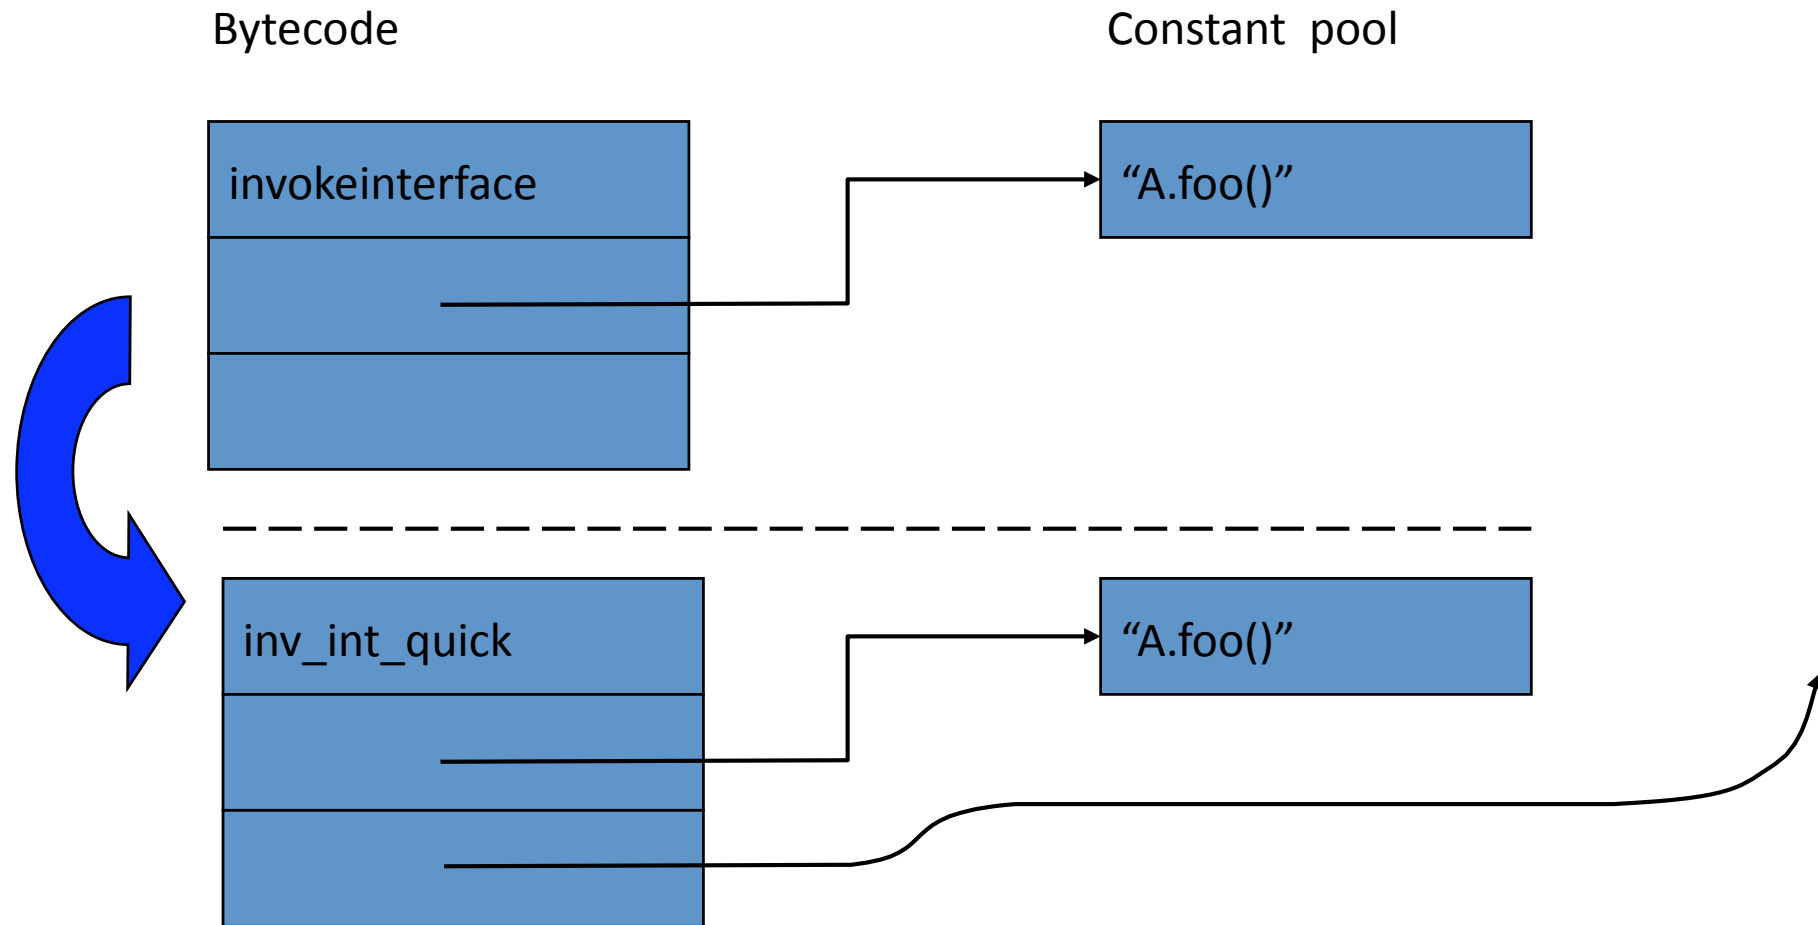 Bytecode
Constant pool
invokeinterface
“A.foo()”
inv_int_quick
“A.foo()”